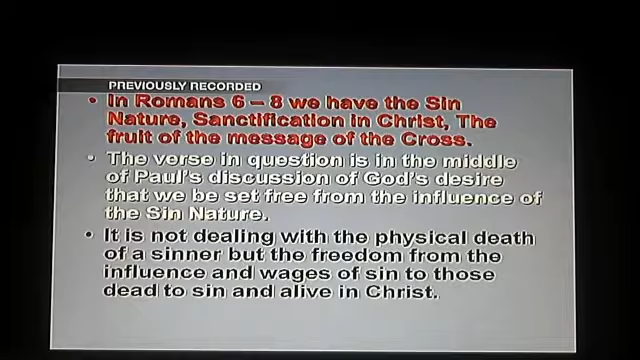 PREVIOUSLY RECORDED
• In Romans 6 – 8 we have the Sin
Nature, Sanctification in Christ, The
fruit of the message of the Cross.
• The verse in question is in the middle
of Paul's discussion of God's desire
that we be set free from the influence of
the Sin Nature.
• It is not dealing with the physical death
of a sinner but the freedom from the
influence and wages of sin to those
dead to sin and alive in Christ.